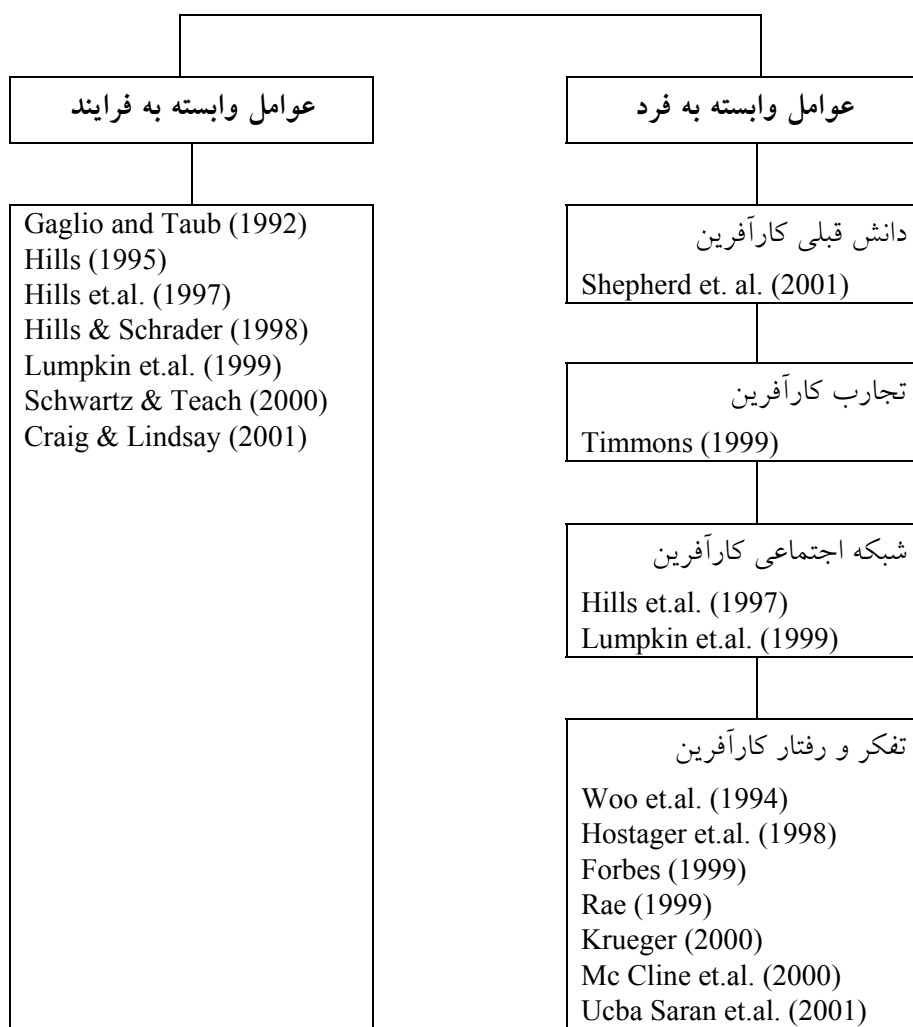 عوامل وابسته به فرد
دانش قبلی کارآفرین
Shepherd et. al. (2001)
تجارب کارآفرین
Timmons (1999)
شبکه اجتماعی کارآفرین
Hills et.al. (1997)
Lumpkin et.al. (1999)
تفکر و رفتار کارآفرین
Woo et.al. (1994)
Hostager et.al. (1998)
Forbes (1999)
Rae (1999)
Krueger (2000)
Mc Cline et.al. (2000)
Ucba Saran et.al. (2001)
عوامل وابسته به فرایند
Gaglio and Taub (1992)
Hills (1995)
Hills et.al. (1997)
Hills & Schrader (1998)
Lumpkin et.al. (1999)
Schwartz & Teach (2000)
Craig & Lindsay (2001)